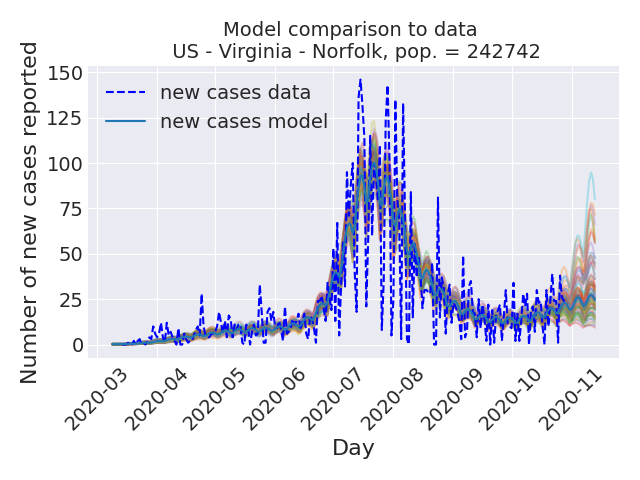 Model comparison to data
US - Virginia - Norfolk, pop. = 242742
Number of new cases reported
150
125
100
75
50
25
0
new cases data
new cases model
2020-03
2020-04
2020-05
2020-06
2020-07
2020-08
2020-09
2020-10
2020-11
Day